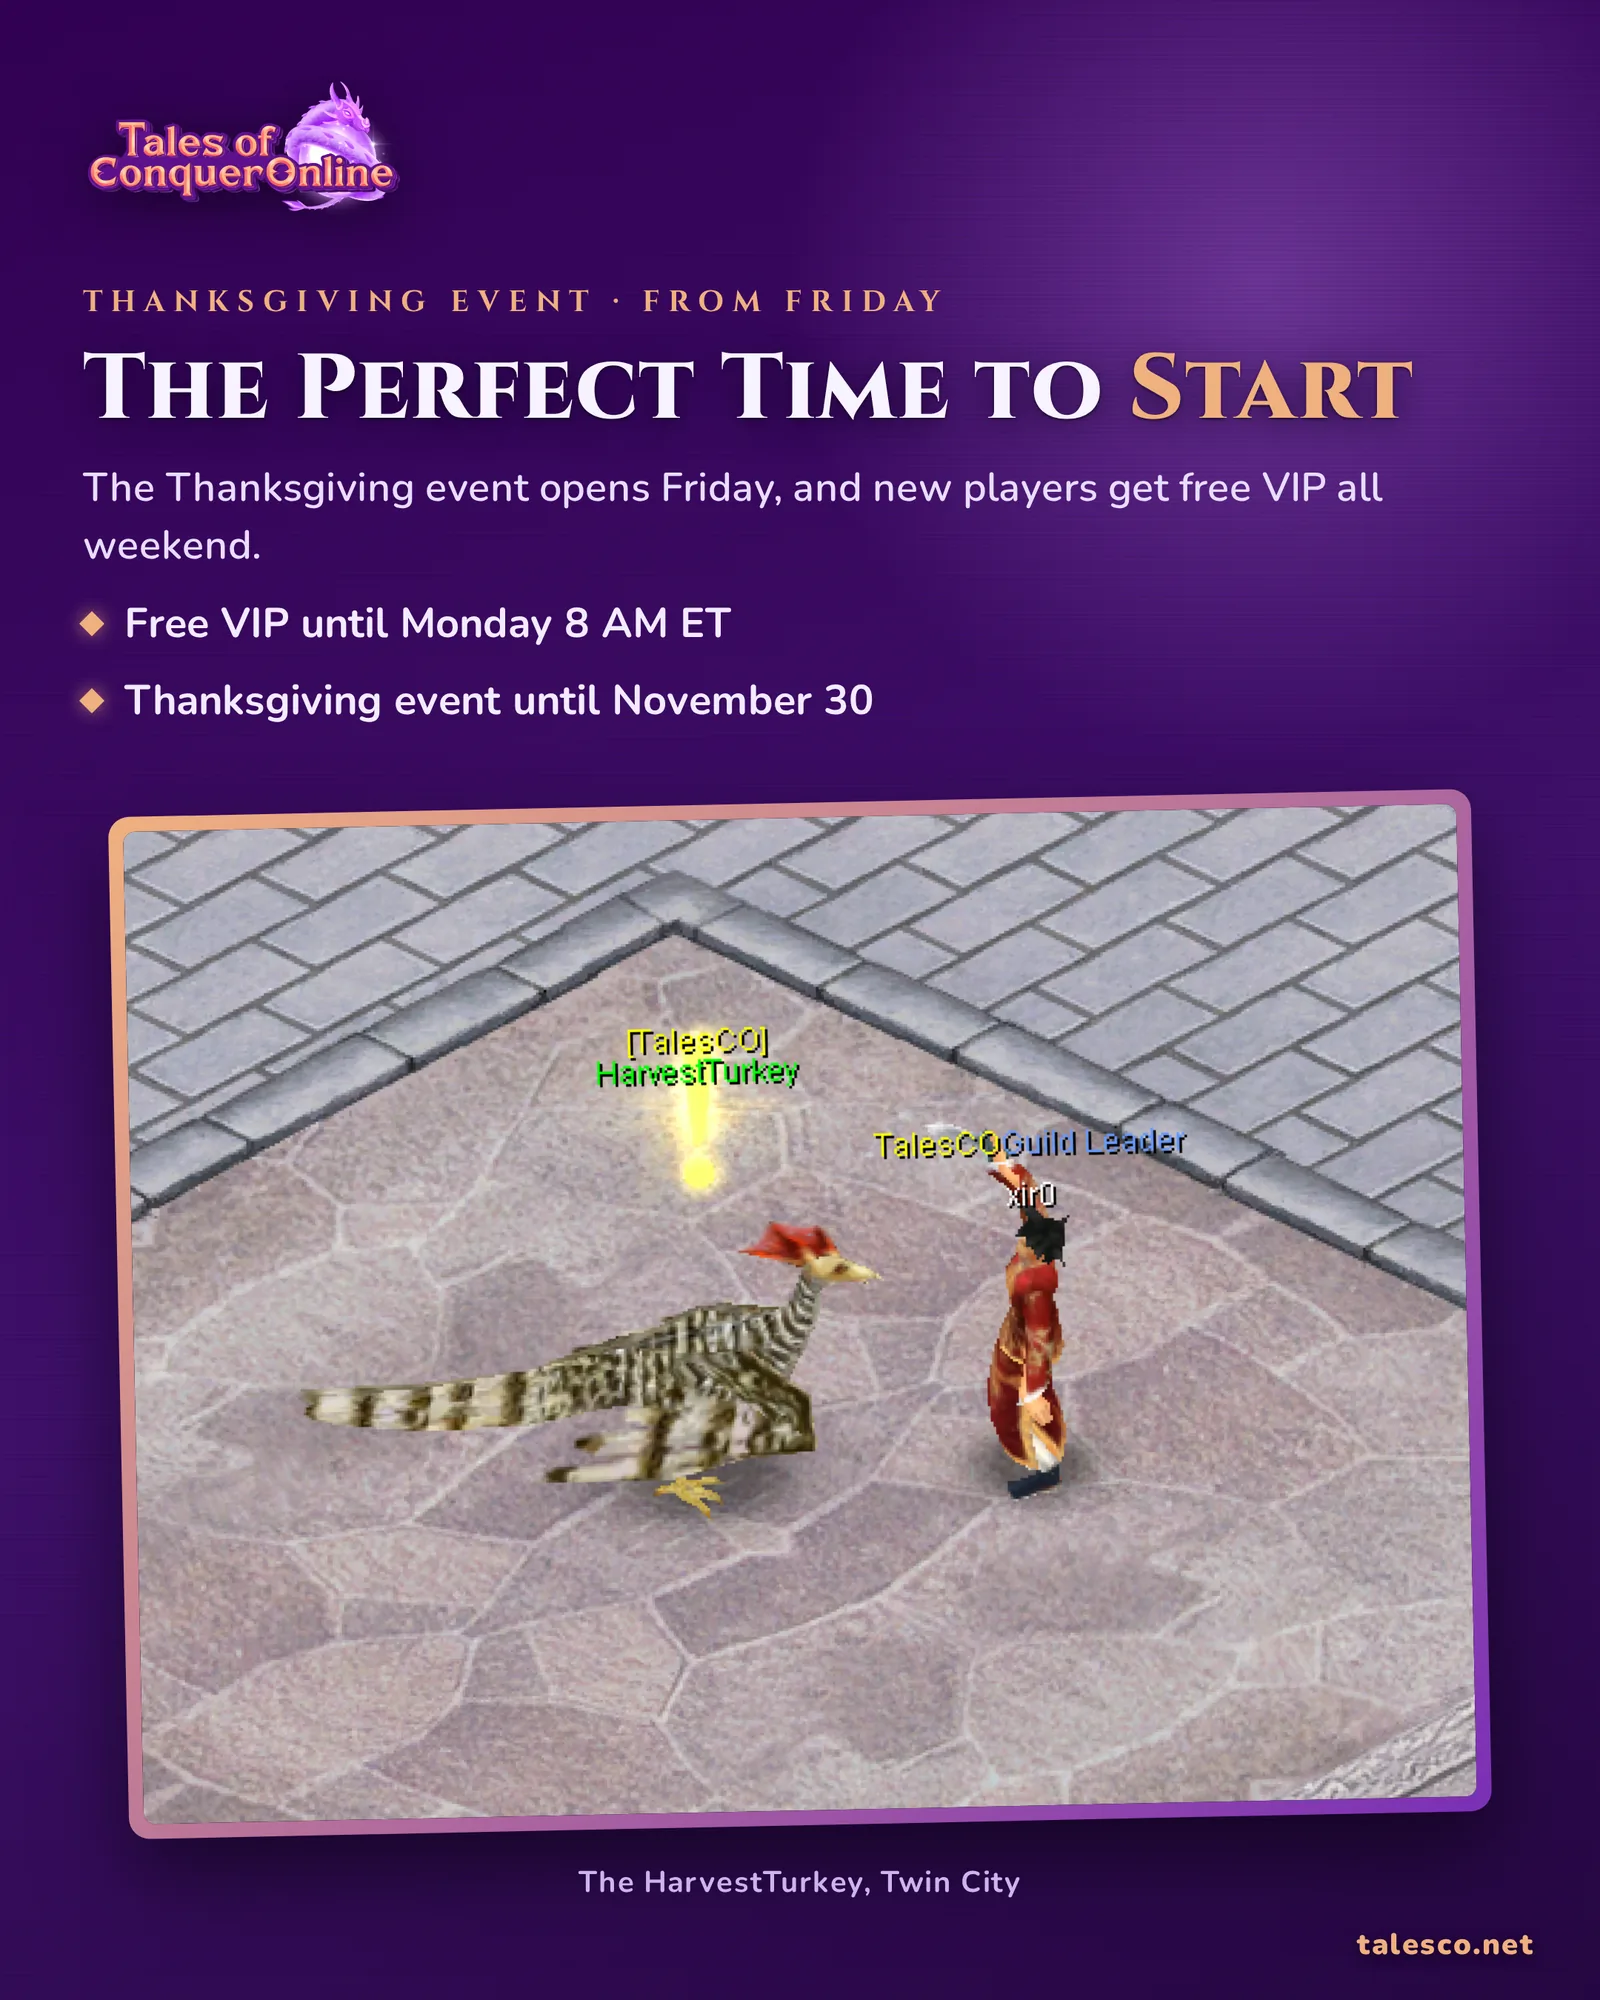 Tales of
ConquerOnline
THANKSGIVING EVENT · FROM FRIDAY
THE PERFECT TIME TO START
The Thanksgiving event opens Friday, and new players get free VIP all
weekend.
Free VIP until Monday 8 AM ET
Thanksgiving event until November 30
[TalesCO]
HarvestTurkey
TalesCOGuild Leader
xir0
The HarvestTurkey, Twin City
talesco.net